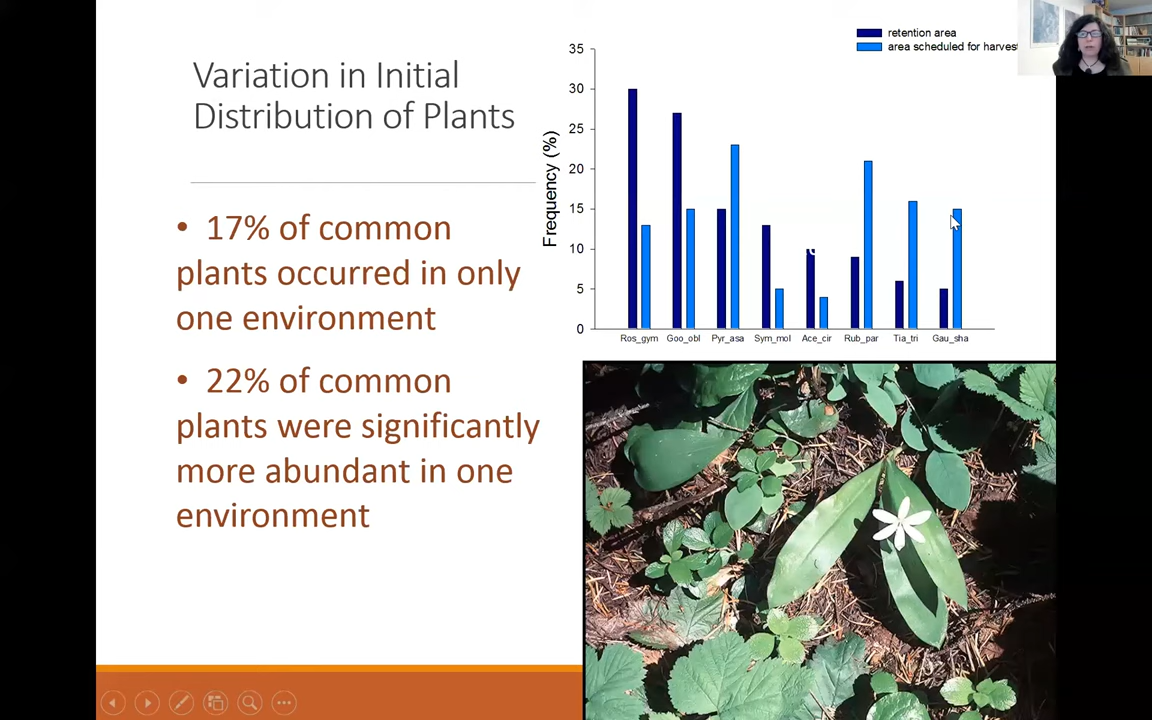 Variation in Initial
Distribution of Plants
• 17% of common
plants occurred in only
one environment
• 22% of common
plants were significantly
more abundant in one
environment
retention area
area scheduled for harvest
Frequency (%)
35
30
25
20
15
10
5
0
Ros_gym Goo_obl Pyr_asa Sym_mol Ace_cir Rub_par Tia_tri Gau_sha